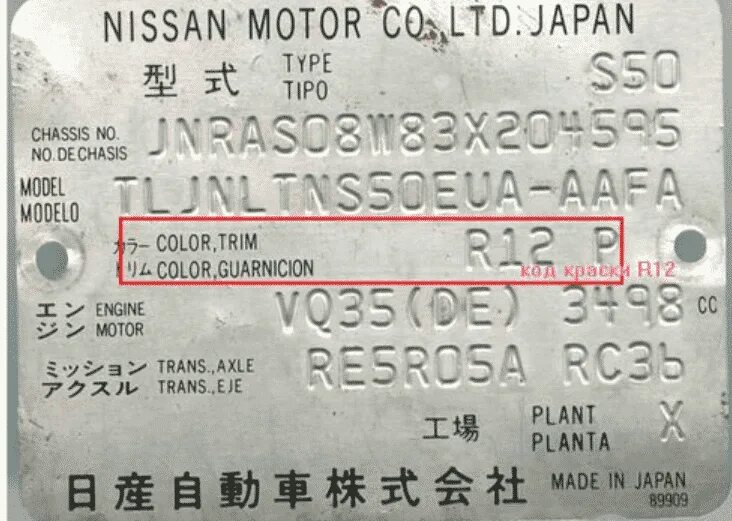 NISSAN MOTOR CO.,LTD.JAPAN
型式 TYPE TIPO S50
CHASSIS NO. NO.DE CHASIS JNRAS08W83X204595
MODEL MODELO TLJNLTNS50EUA-AAFA
カラー COLOR,TRIM R12 P
トリム COLOR,GUARNICION код краски R12
エンジン ENGINE MOTOR VQ35(DE) 3498 CC
ミッション TRANS.,AXLE RE5R05A RC36
アクスル TRANS.,EJE
工場 PLANT PLANTA X
日産自動車株式会社 MADE IN JAPAN
89909